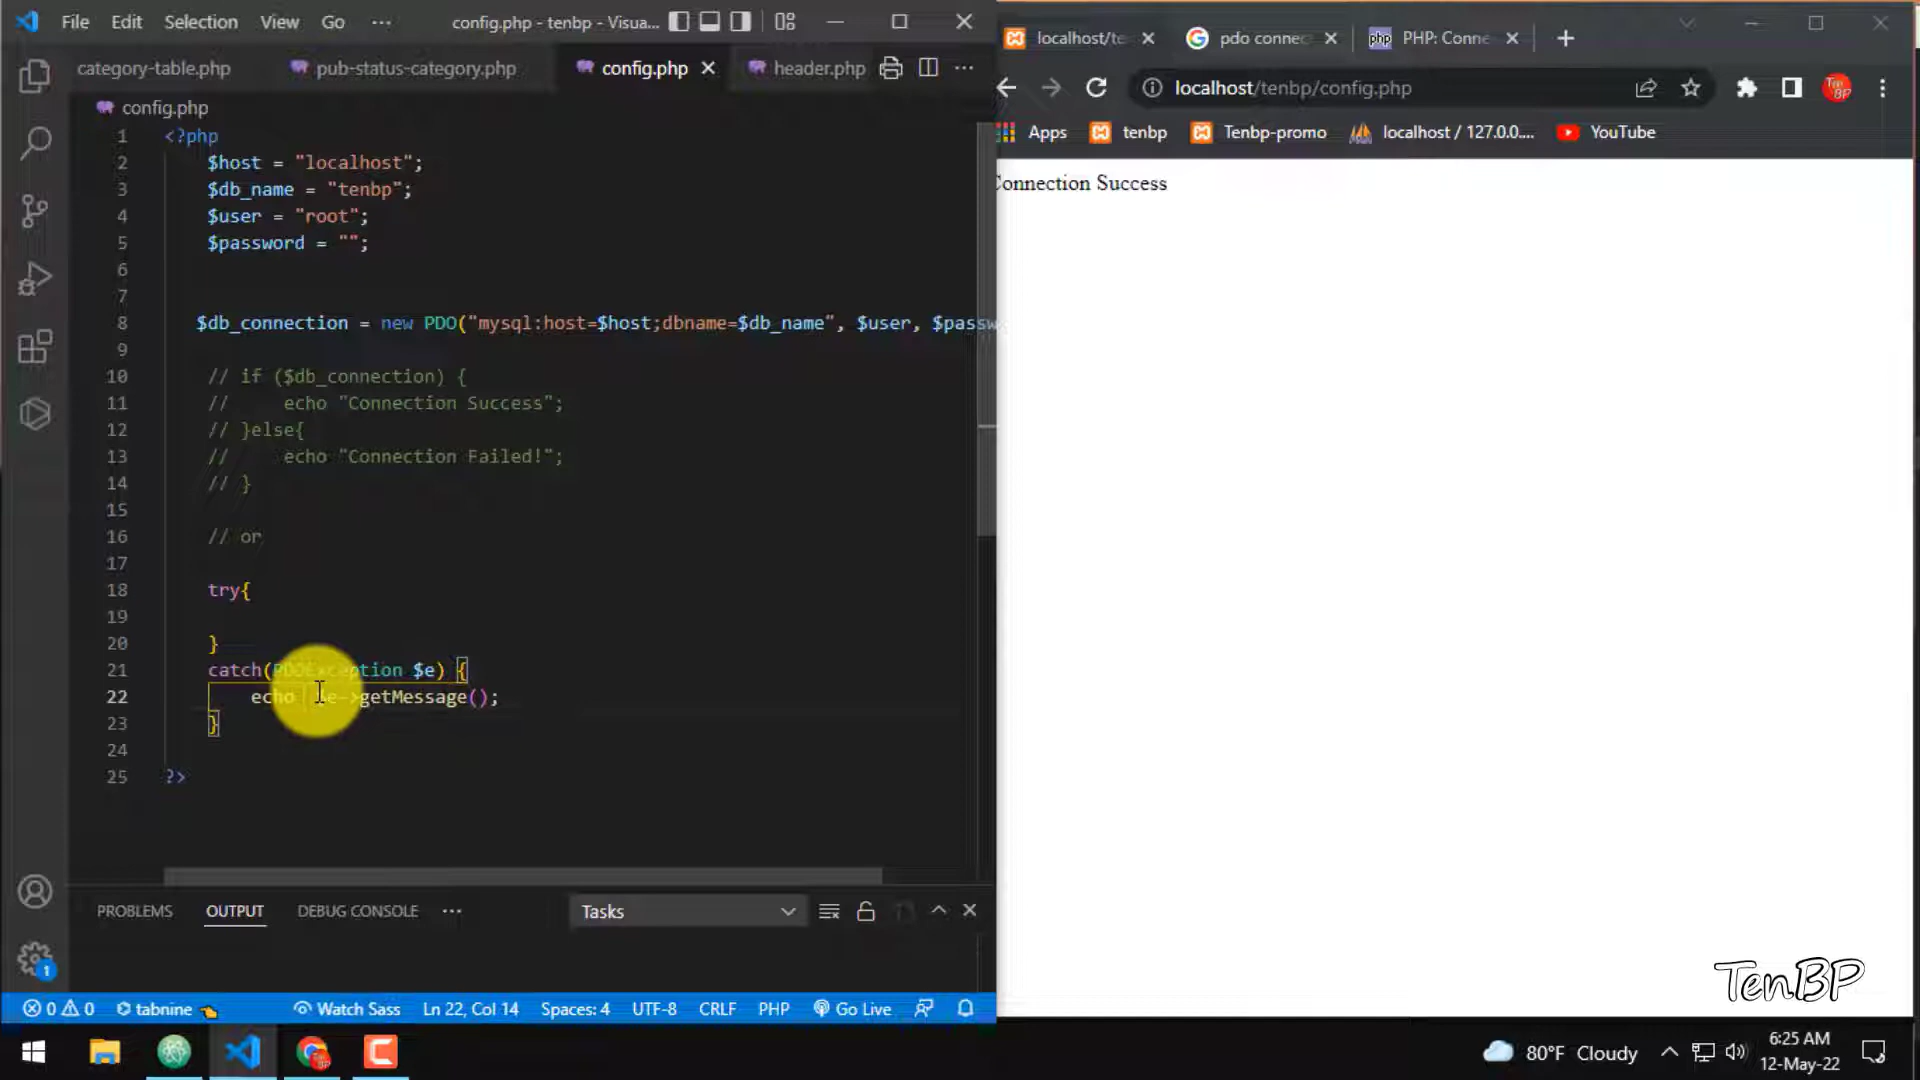 File Edit Selection View Go ··· config.php - tenbp - Visua...
category-table.php pub-status-category.php config.php header.php
config.php
1 <?php
2 $host = "localhost";
3 $db_name = "tenbp";
4 $user = "root";
5 $password = "";
6
7
8 $db_connection = new PDO("mysql:host=$host;dbname=$db_name", $user, $passw
9
10 // if ($db_connection) {
11 //     echo "Connection Success";
12 // }else{
13 //     echo "Connection Failed!";
14 // }
15
16 // or
17
18 try{
19
20 }
21 catch(PDOException $e) {
22 echo $e->getMessage();
23 }
24
25 ?>
PROBLEMS OUTPUT DEBUG CONSOLE ···
Tasks
1
0 0 tabnine Watch Sass Ln 22, Col 14 Spaces: 4 UTF-8 CRLF PHP Go Live
localhost/te pdo connec php PHP: Conne
localhost/tenbp/config.php
Apps tenbp Tenbp-promo localhost / 127.0.0.... YouTube
Connection Success
TenBP
80°F Cloudy
6:25 AM
12-May-22